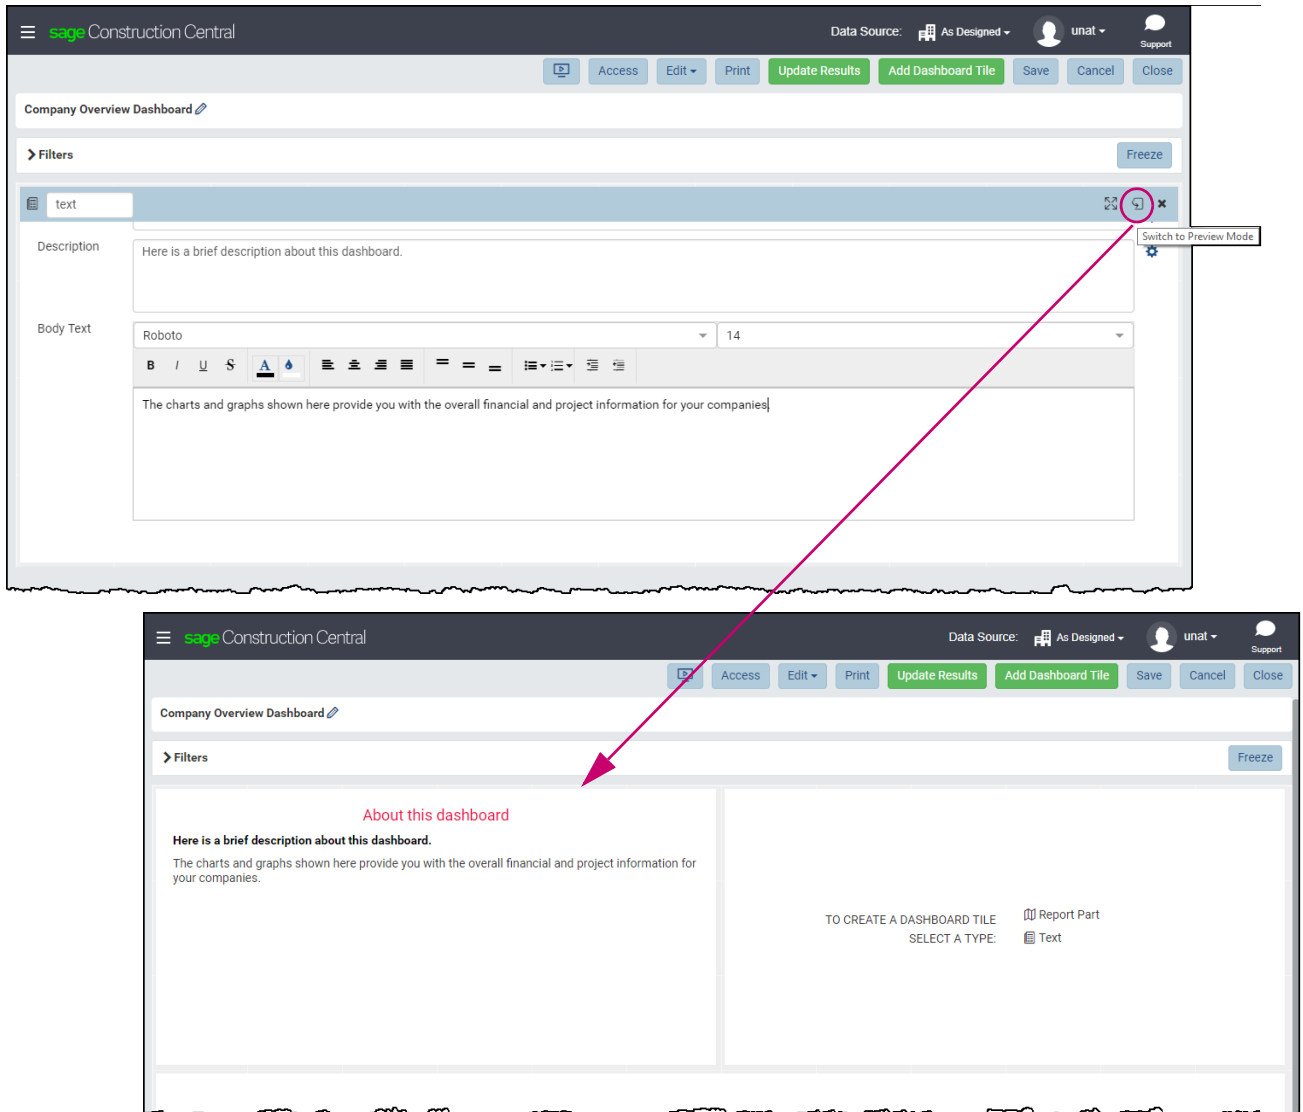 sage Construction Central
Data Source: As Designed unat Support
Access Edit Print Update Results Add Dashboard Tile Save Cancel Close
Company Overview Dashboard
Filters Freeze
text
Switch to Preview Mode
Description Here is a brief description about this dashboard.
Body Text Roboto 14
B I U S A
The charts and graphs shown here provide you with the overall financial and project information for your companies.
sage Construction Central
Data Source: As Designed unat Support
Access Edit Print Update Results Add Dashboard Tile Save Cancel Close
Company Overview Dashboard
Filters Freeze
About this dashboard
Here is a brief description about this dashboard.
The charts and graphs shown here provide you with the overall financial and project information for
your companies.
TO CREATE A DASHBOARD TILE
SELECT A TYPE:
Report Part
Text